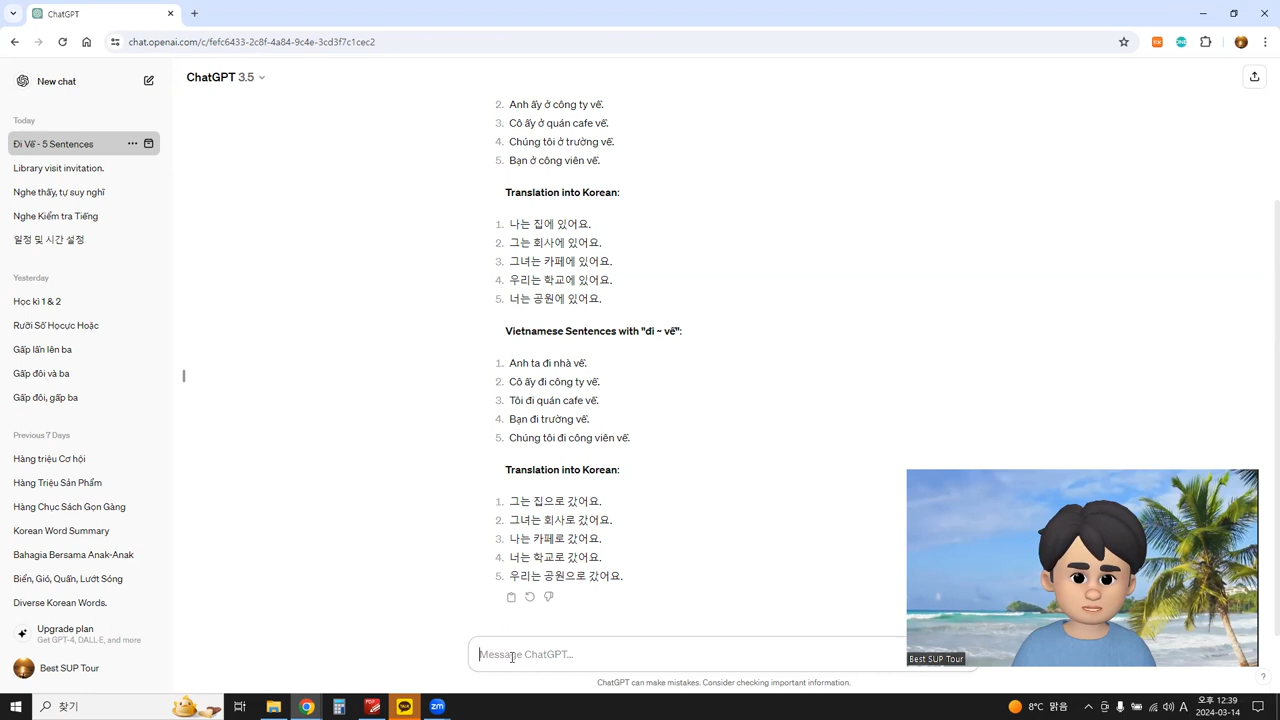 ChatGPT
chat.openai.com/c/fefc6433-2c8f-4a84-9c4e-3cd3f7c1cec2
New chat
ChatGPT 3.5
Today
Đi Về - 5 Sentences
Library visit invitation.
Nghe thấy, tự suy nghĩ
Nghe Kiểm tra Tiếng
일정 및 시간 설정
Yesterday
Học kì 1 & 2
Rưỡi Số Họcực Hoặc
Gấp lần lên ba
Gấp đôi và ba
Gấp đôi, gấp ba
Previous 7 Days
Hàng triệu Cơ hội
Hàng Triệu Sản Phẩm
Hàng Chục Sách Gọn Gàng
Korean Word Summary
Bahagia Bersama Anak-Anak
Biển, Gió, Quần, Lướt Sóng
Diverse Korean Words.
Upgrade plan
Get GPT-4, DALL·E, and more
Best SUP Tour
2. Anh ấy ở công ty về.
3. Cô ấy ở quán cafe về.
4. Chúng tôi ở trường về.
5. Bạn ở công viên về.
Translation into Korean:
1. 나는 집에 있어요.
2. 그는 회사에 있어요.
3. 그녀는 카페에 있어요.
4. 우리는 학교에 있어요.
5. 너는 공원에 있어요.
Vietnamese Sentences with "đi ~ về":
1. Anh ta đi nhà về.
2. Cô ấy đi công ty về.
3. Tôi đi quán cafe về.
4. Bạn đi trường về.
5. Chúng tôi đi công viên về.
Translation into Korean:
1. 그는 집으로 갔어요.
2. 그녀는 회사로 갔어요.
3. 나는 카페로 갔어요.
4. 너는 학교로 갔어요.
5. 우리는 공원으로 갔어요.
Message ChatGPT...
ChatGPT can make mistakes. Consider checking important information.
?
Best SUP Tour
찾기
8°C 맑음
A
오후 12:39
2024-03-14